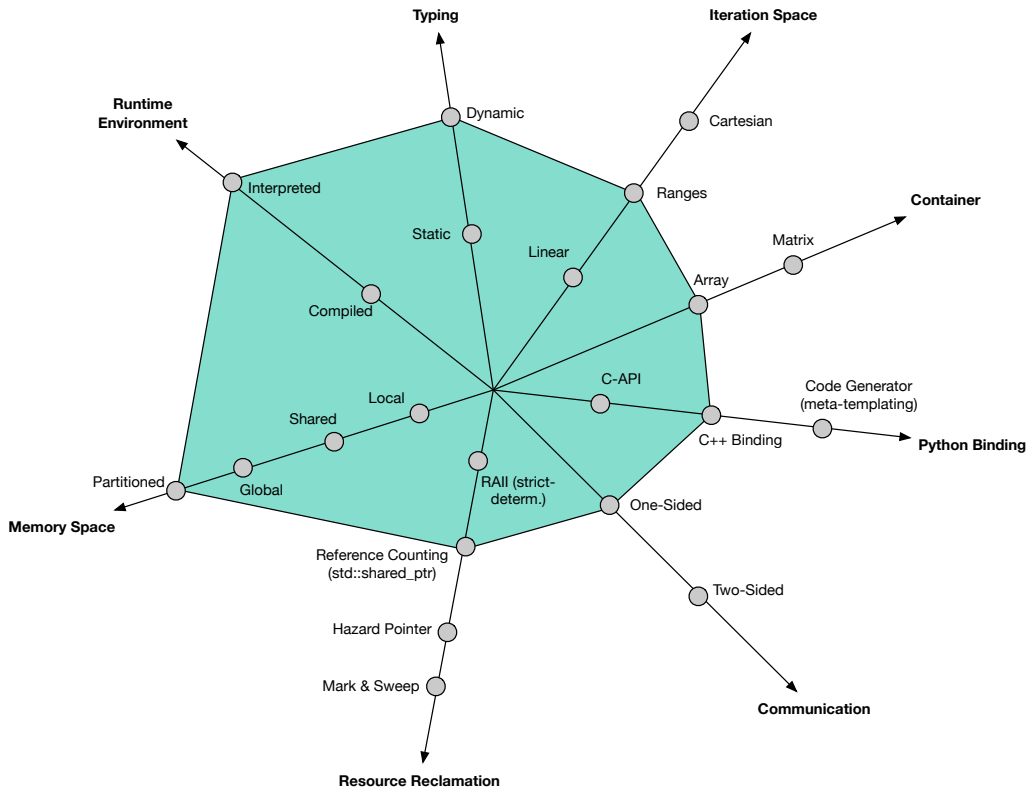 Typing
Iteration Space
Runtime
Environment
Dynamic
Cartesian
Interpreted
Ranges
Container
Static
Linear
Matrix
Array
Compiled
C-API
Local
Code Generator
(meta-templating)
Shared
C++ Binding
Python Binding
Partitioned
Global
RAII (strict-
determ.)
One-Sided
Memory Space
Reference Counting
(std::shared_ptr)
Two-Sided
Hazard Pointer
Mark & Sweep
Communication
Resource Reclamation